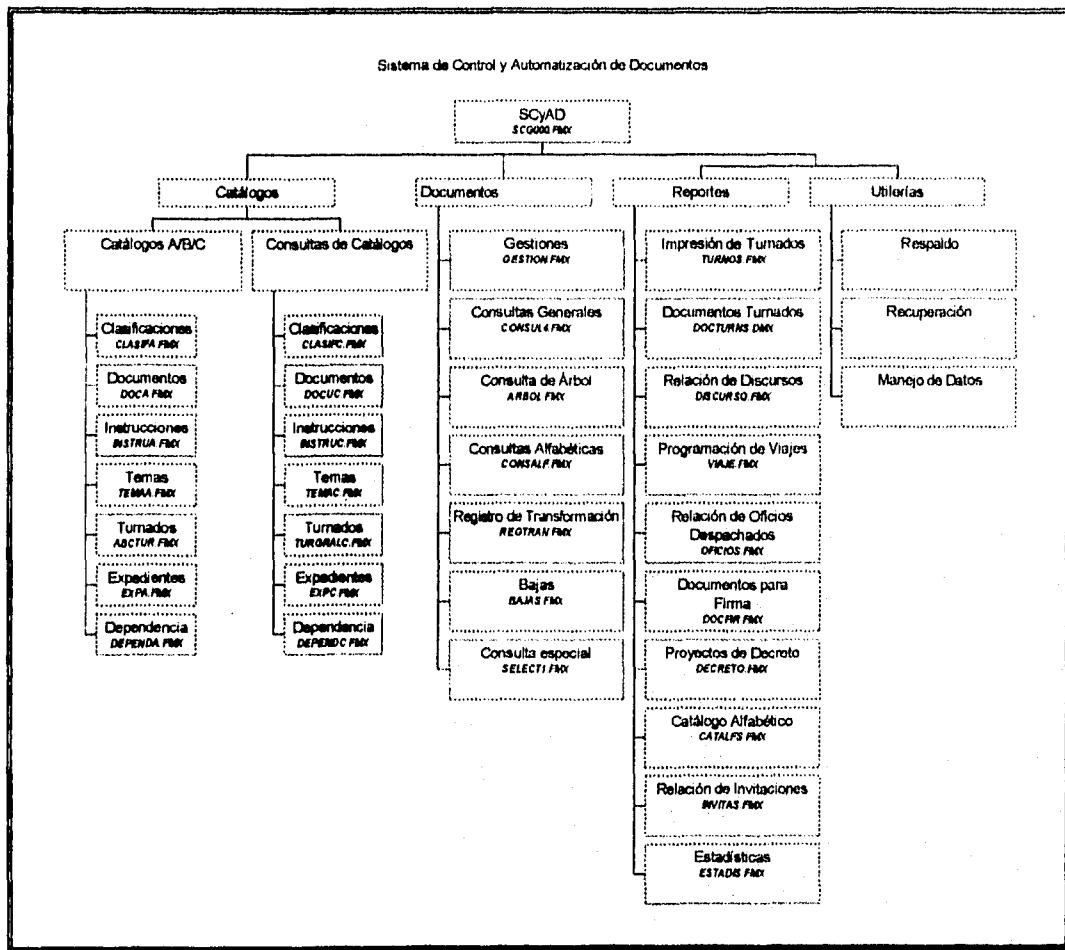 Sistema de Control y Automatización de Documentos
SCyAD
SCG000.FMX
Catálogos
Documentos
Reportes
Utilerías
Catálogos A/B/C
Consultas de Catálogos
Clasificaciones
CLASIFA.FMX
Documentos
DOCA.FMX
Instrucciones
INSTRUA.FMX
Temas
TEMAA.FMX
Turnados
ABCTUR.FMX
Expedientes
EXPA.FMX
Dependencia
DEPENDA.FMX
Clasificaciones
CLASIFC.FMX
Documentos
DOCUC.FMX
Instrucciones
INSTRUC.FMX
Temas
TEMAC.FMX
Turnados
TURGRALC.FMX
Expedientes
EXPC.FMX
Dependencia
DEPENDC.FMX
Gestiones
GESTION.FMX
Consultas Generales
CONSUL4.FMX
Consulta de Árbol
ARBOL.FMX
Consultas Alfabéticas
CONSALF.FMX
Registro de Transformación
REGTRAN.FMX
Bajas
BAJAS.FMX
Consulta especial
SELECT1.FMX
Impresión de Turnados
TURNOS.FMX
Documentos Turnados
DOCTURNS.DMX
Relación de Discursos
DISCURSO.FMX
Programación de Viajes
VIAJE.FMX
Relación de Oficios
Despachados
OFICIOS.FMX
Documentos para
Firma
DOCFIR.FMX
Proyectos de Decreto
DECRETO.FMX
Catálogo Alfabético
CATALFS.FMX
Relación de Invitaciones
INVITAS.FMX
Estadísticas
ESTADIS.FMX
Respaldo
Recuperación
Manejo de Datos